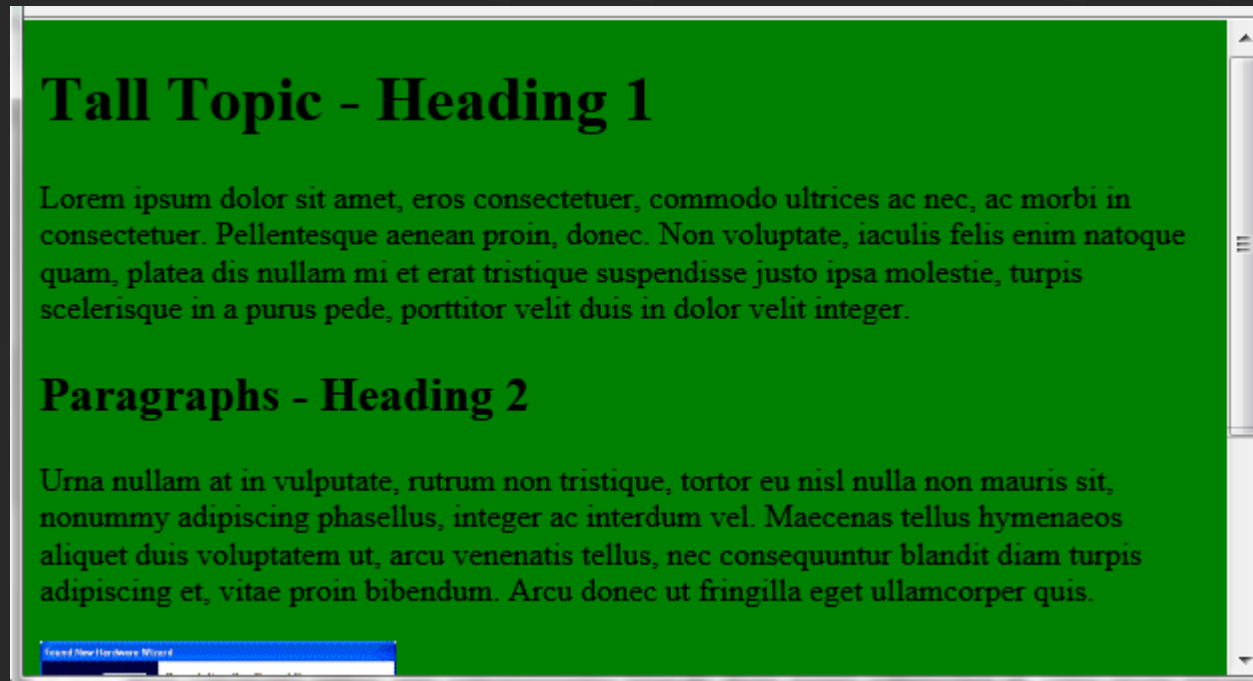 Tall Topic - Heading 1
Lorem ipsum dolor sit amet, eros consectetuer, commodo ultrices ac nec, ac morbi in
consectetuer. Pellentesque aenean proin, donec. Non voluptate, iaculis felis enim natoque
quam, platea dis nullam mi et erat tristique suspendisse justo ipsa molestie, turpis
scelerisque in a purus pede, porttitor velit duis in dolor velit integer.
Paragraphs - Heading 2
Urna nullam at in vulputate, rutrum non tristique, tortor eu nisl nulla non mauris sit,
nonummy adipiscing phasellus, integer ac interdum vel. Maecenas tellus hymenaeos
aliquet duis voluptatem ut, arcu venenatis tellus, nec consequuntur blandit diam turpis
adipiscing et, vitae proin bibendum. Arcu donec ut fringilla eget ullamcorper quis.
Found New Hardware Wizard